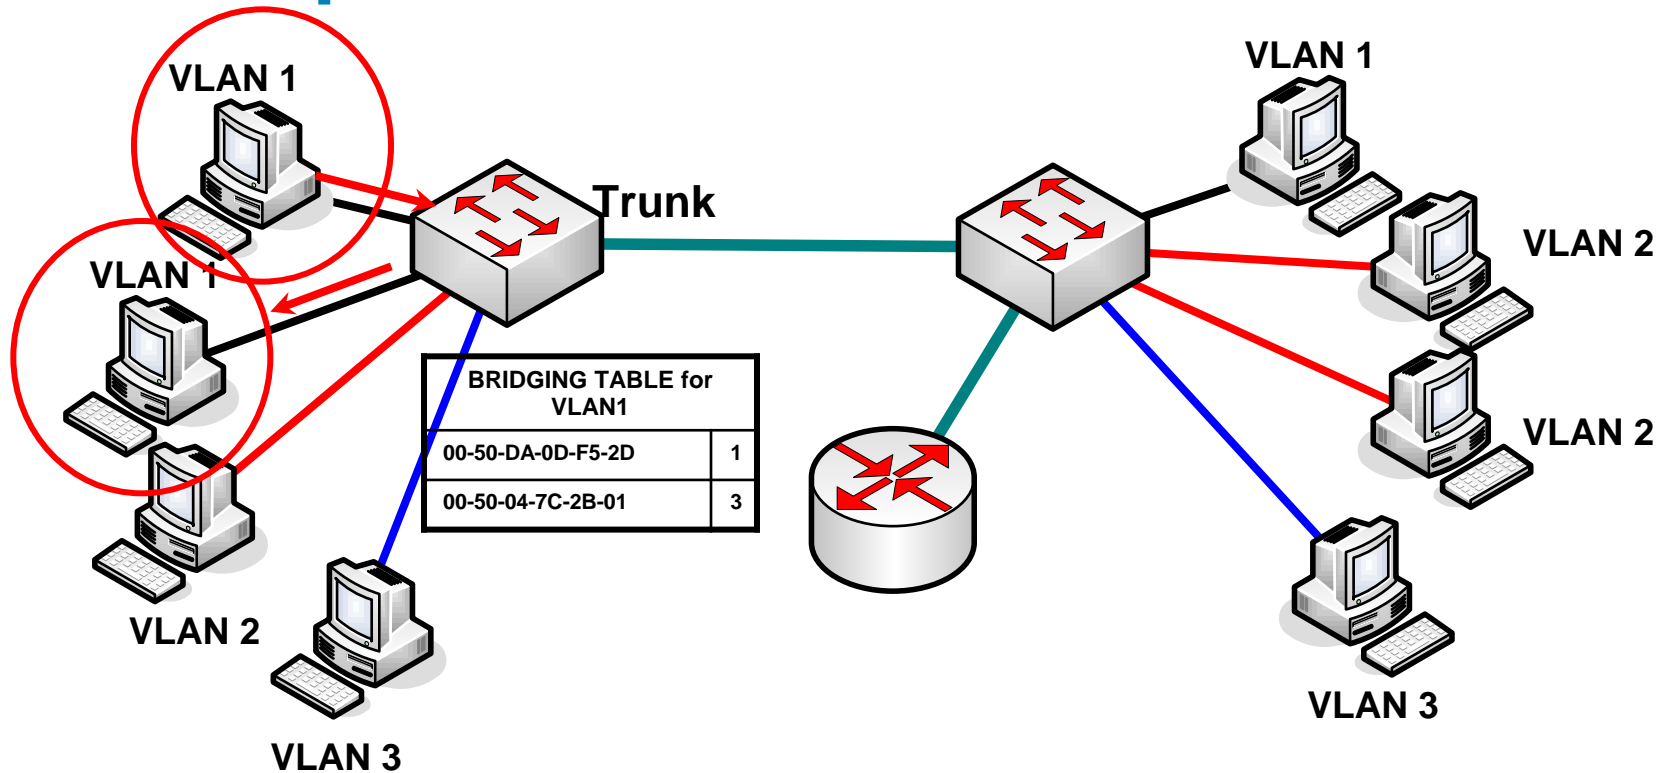 VLAN 1
VLAN 1
VLAN 1
Trunk
VLAN 2
VLAN 2
BRIDGING TABLE for
VLAN1
00-50-DA-0D-F5-2D 1
00-50-04-7C-2B-01 3
VLAN 2
VLAN 3
VLAN 3